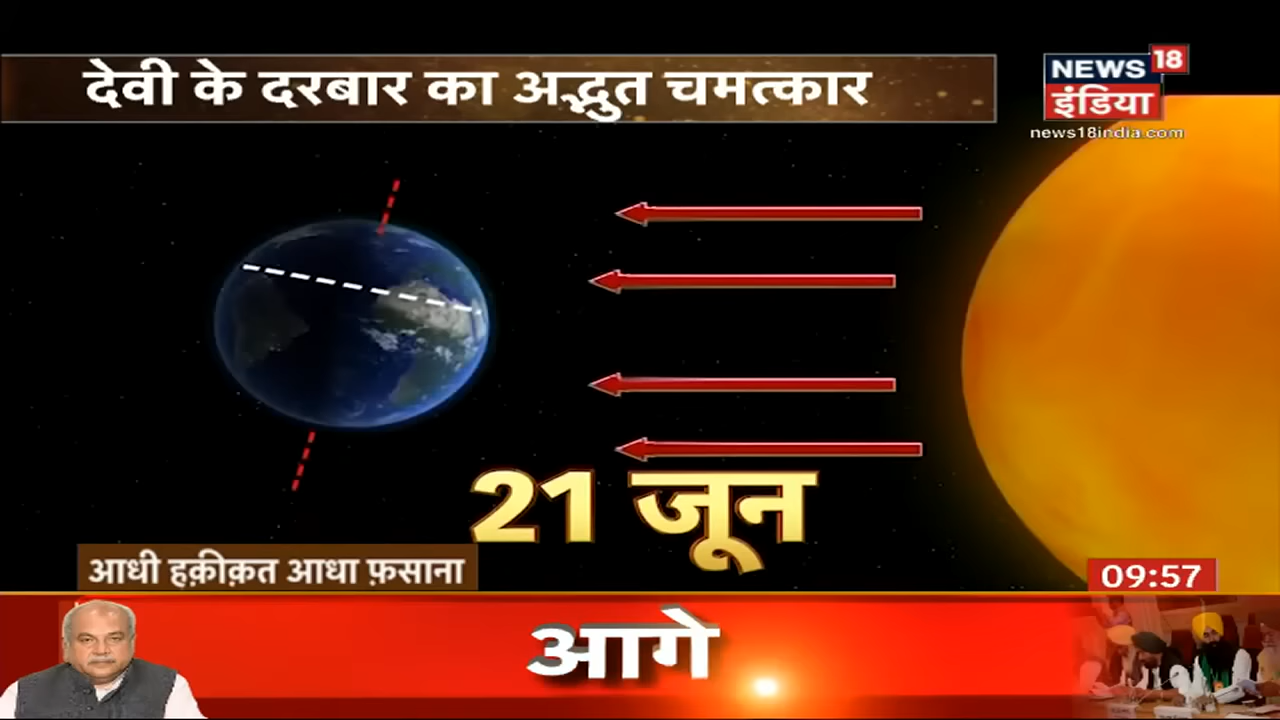 देवी के दरबार का अद्भुत चमत्कार
NEWS 18
इंडिया
news18india.com
21 जून
आधी हक़ीक़त आधा फ़साना
09:57
आगे